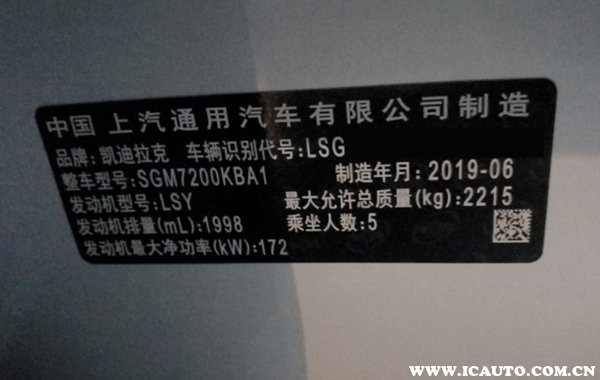 中国 上汽通用汽车有限公司制造
品牌:凯迪拉克 车辆识别代号:LSG
整车型号:SGM7200KBA1 制造年月:2019-06
发动机型号:LSY 最大允许总质量(kg):2215
发动机排量(mL):1998 乘坐人数:5
发动机最大净功率(kW):172
WWW.ICAUTO.COM.CN